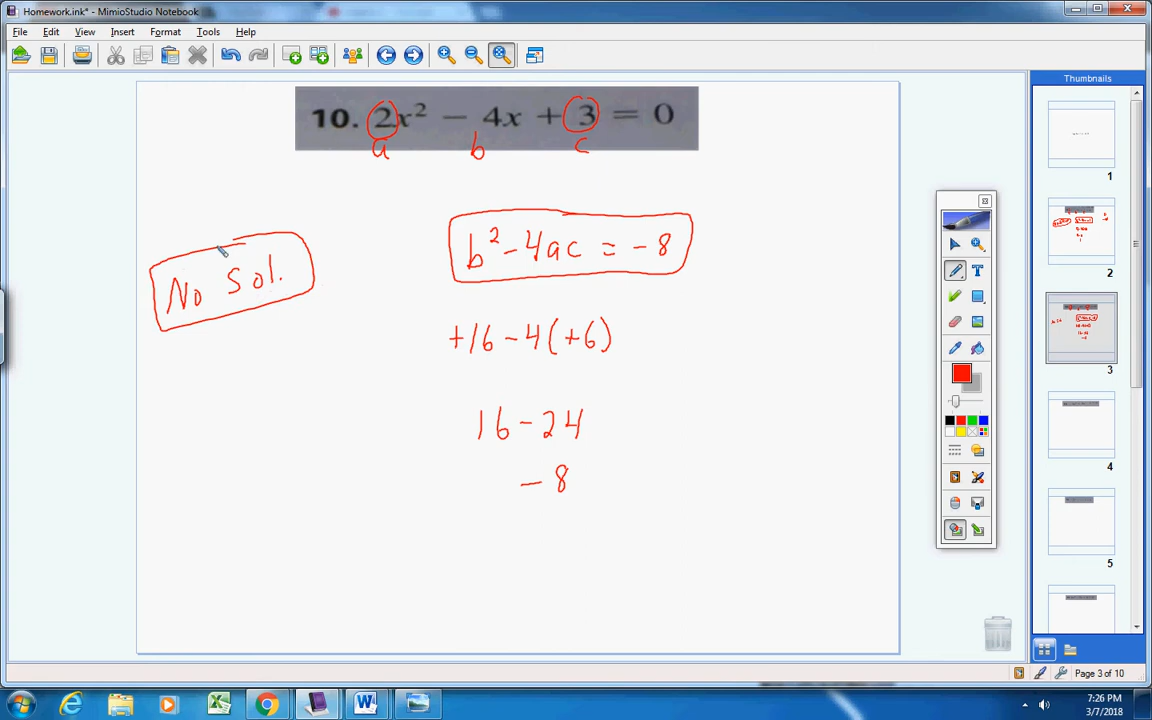 Homework.ink* - MimioStudio Notebook
File Edit View Insert Format Tools Help
Thumbnails
10. 2x² - 4x + 3 = 0
a b c
b² - 4ac = -8
No Sol.
+16 - 4(+6)
16 - 24
-8
T
1
2
3
4
5
Page 3 of 10
W
7:26 PM
3/7/2018